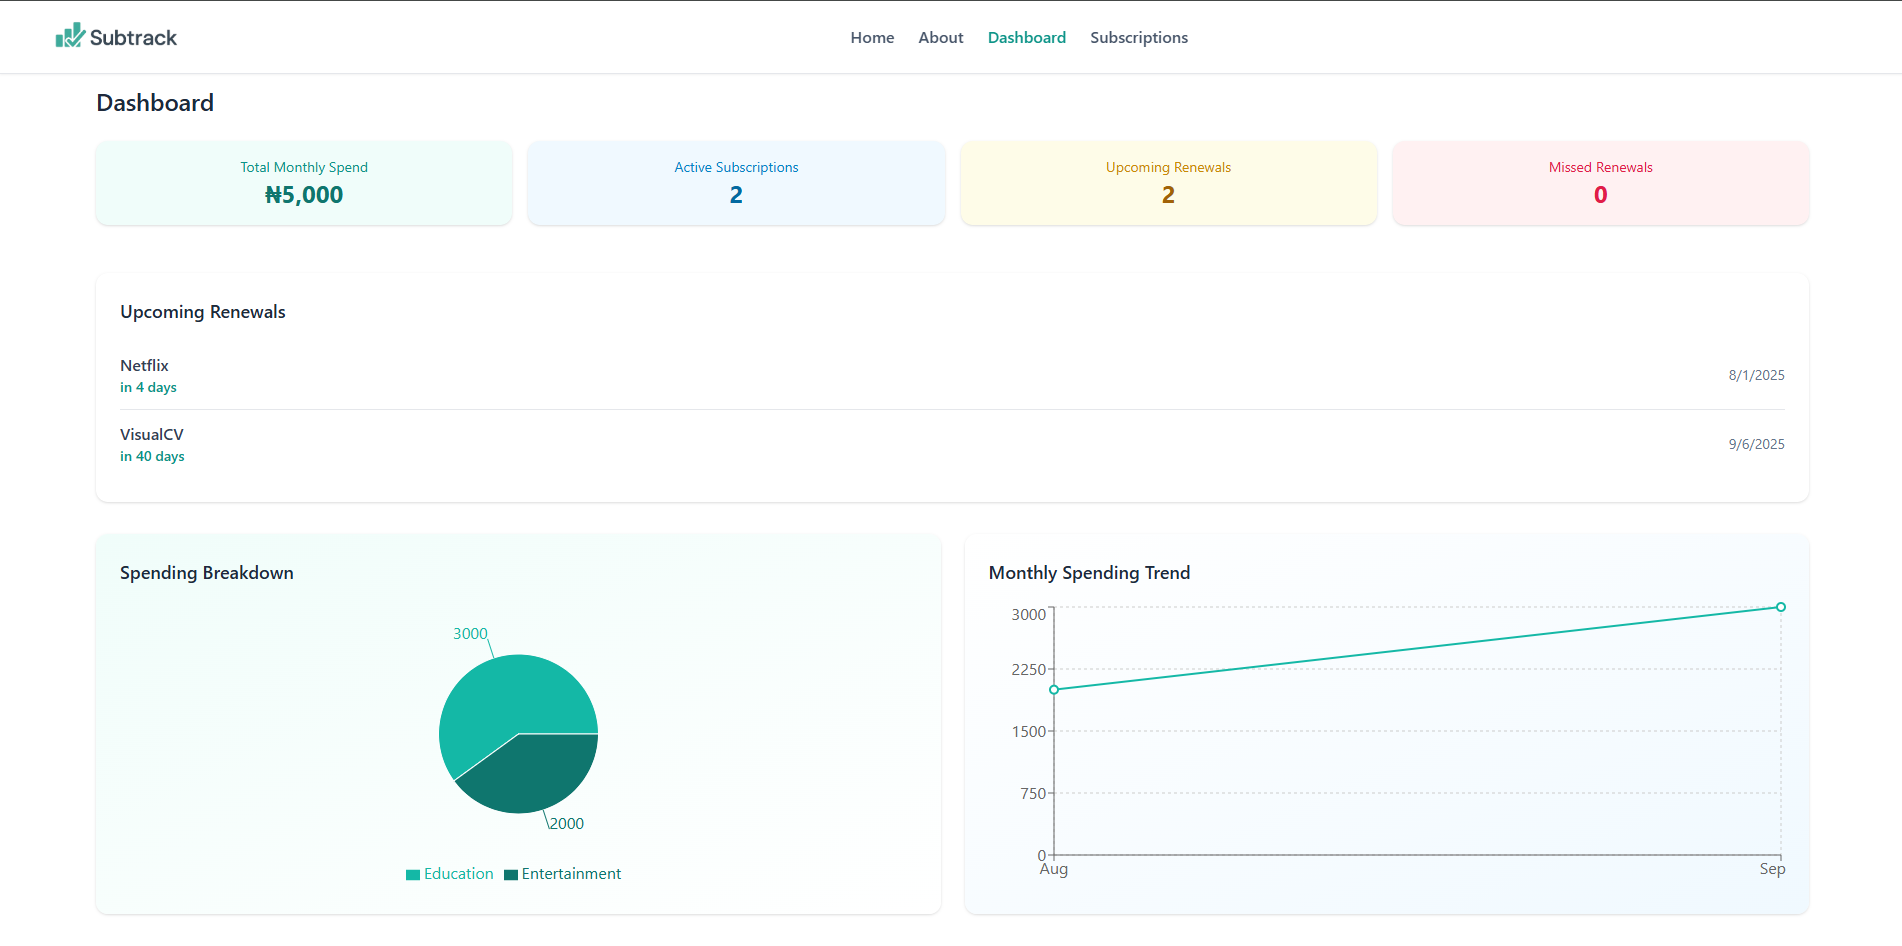 Subtrack
Home About Dashboard Subscriptions
Dashboard
Total Monthly Spend
₦5,000
Active Subscriptions
2
Upcoming Renewals
2
Missed Renewals
0
Upcoming Renewals
Netflix
in 4 days
8/1/2025
VisualCV
in 40 days
9/6/2025
Spending Breakdown
3000
2000
Education Entertainment
Monthly Spending Trend
3000
2250
1500
750
0
Aug Sep